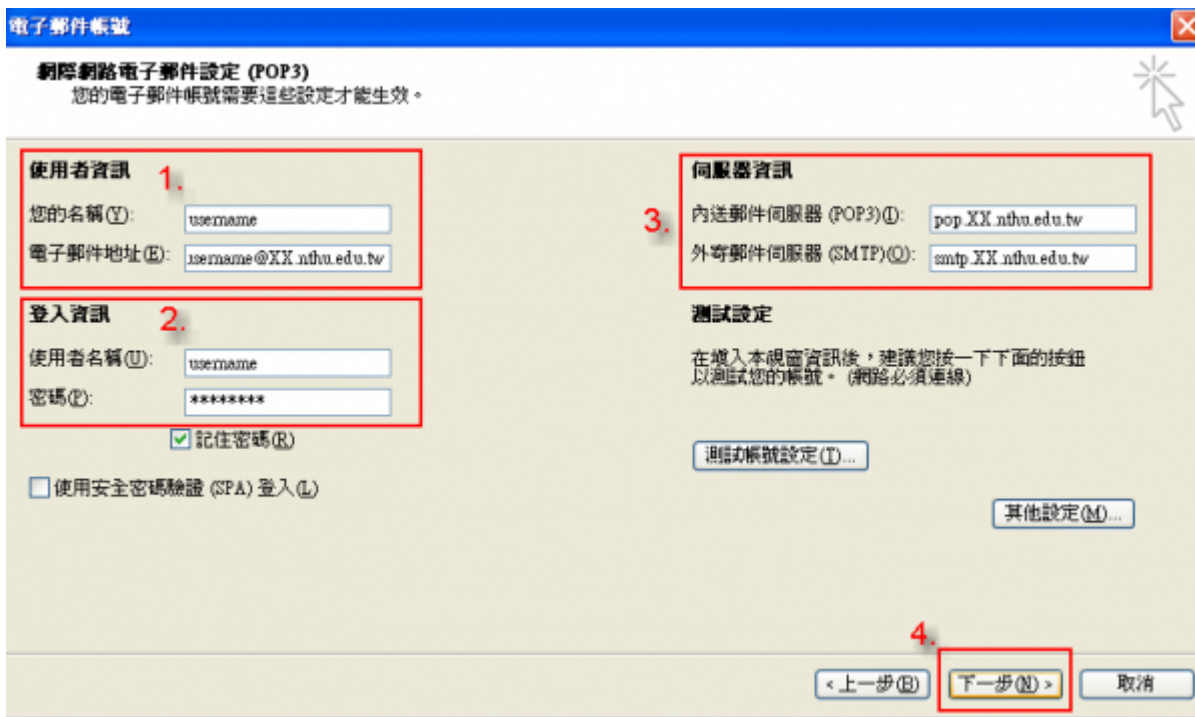 電子郵件帳號
網際網路電子郵件設定 (POP3)
您的電子郵件帳號需要這些設定才能生效。
使用者資訊
1.
您的名稱(Y):
username
電子郵件地址(E):
username@XX.nthu.edu.tw
登入資訊
2.
使用者名稱(U):
username
密碼(P):
********
記住密碼(R)
使用安全密碼驗證 (SPA) 登入(L)
伺服器資訊
3.
內送郵件伺服器 (POP3)(I):
pop.XX.nthu.edu.tw
外寄郵件伺服器 (SMTP)(O):
smtp.XX.nthu.edu.tw
測試設定
在填入本視窗資訊後，建議您按一下下面的按鈕
以測試您的帳號。 (網路必須連線)
測試帳號設定(T)...
其他設定(M)...
4.
<上一步(B)
下一步(N) >
取消